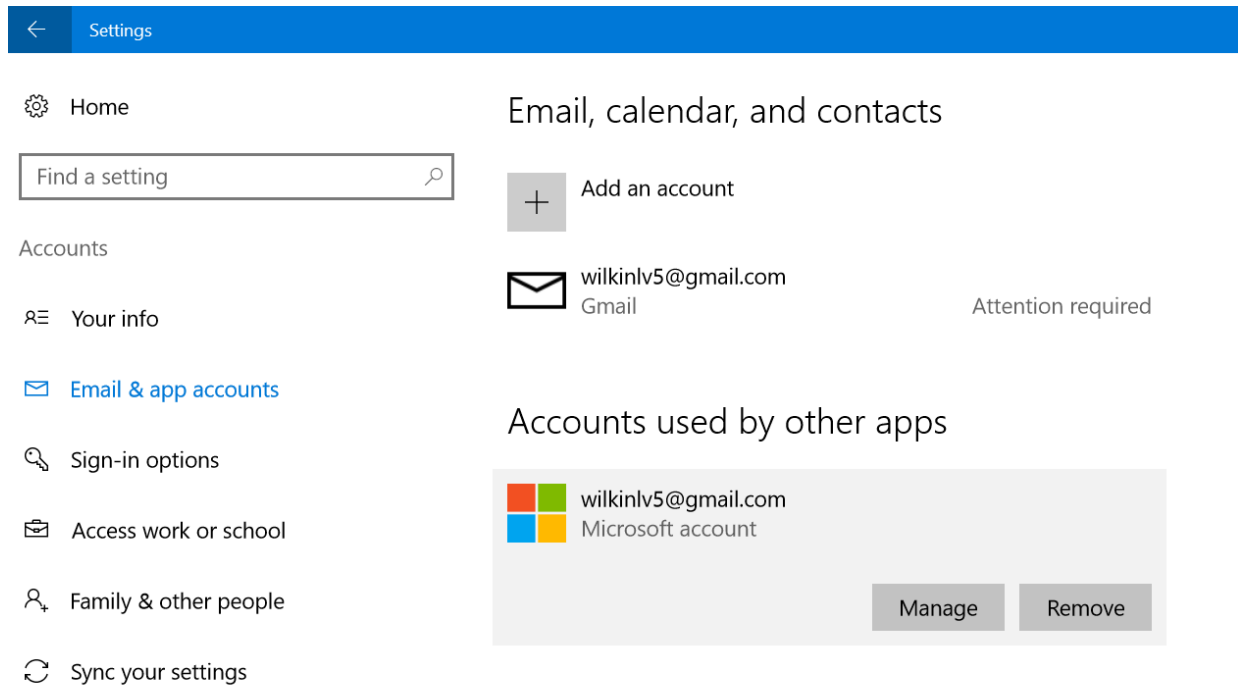 Settings
Home
Find a setting
Accounts
Your info
Email & app accounts
Sign-in options
Access work or school
Family & other people
Sync your settings
Email, calendar, and contacts
Add an account
wilkinlv5@gmail.com
Gmail
Attention required
Accounts used by other apps
wilkinlv5@gmail.com
Microsoft account
Manage
Remove